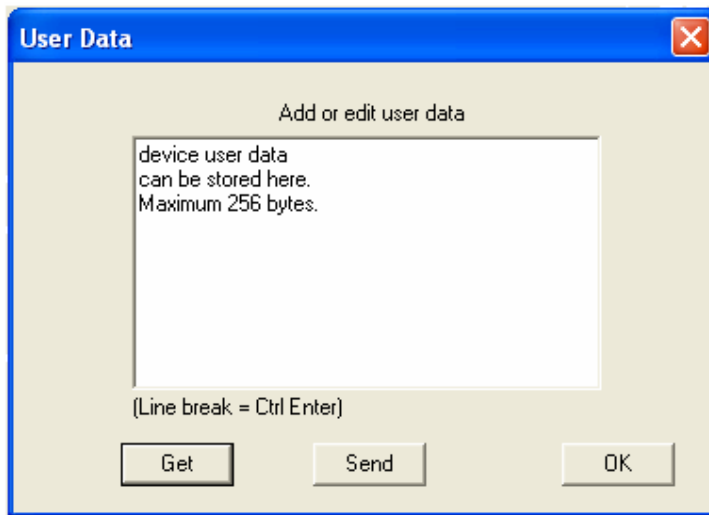 User Data
Add or edit user data
device user data
can be stored here.
Maximum 256 bytes.
(Line break = Ctrl Enter)
Get
Send
OK